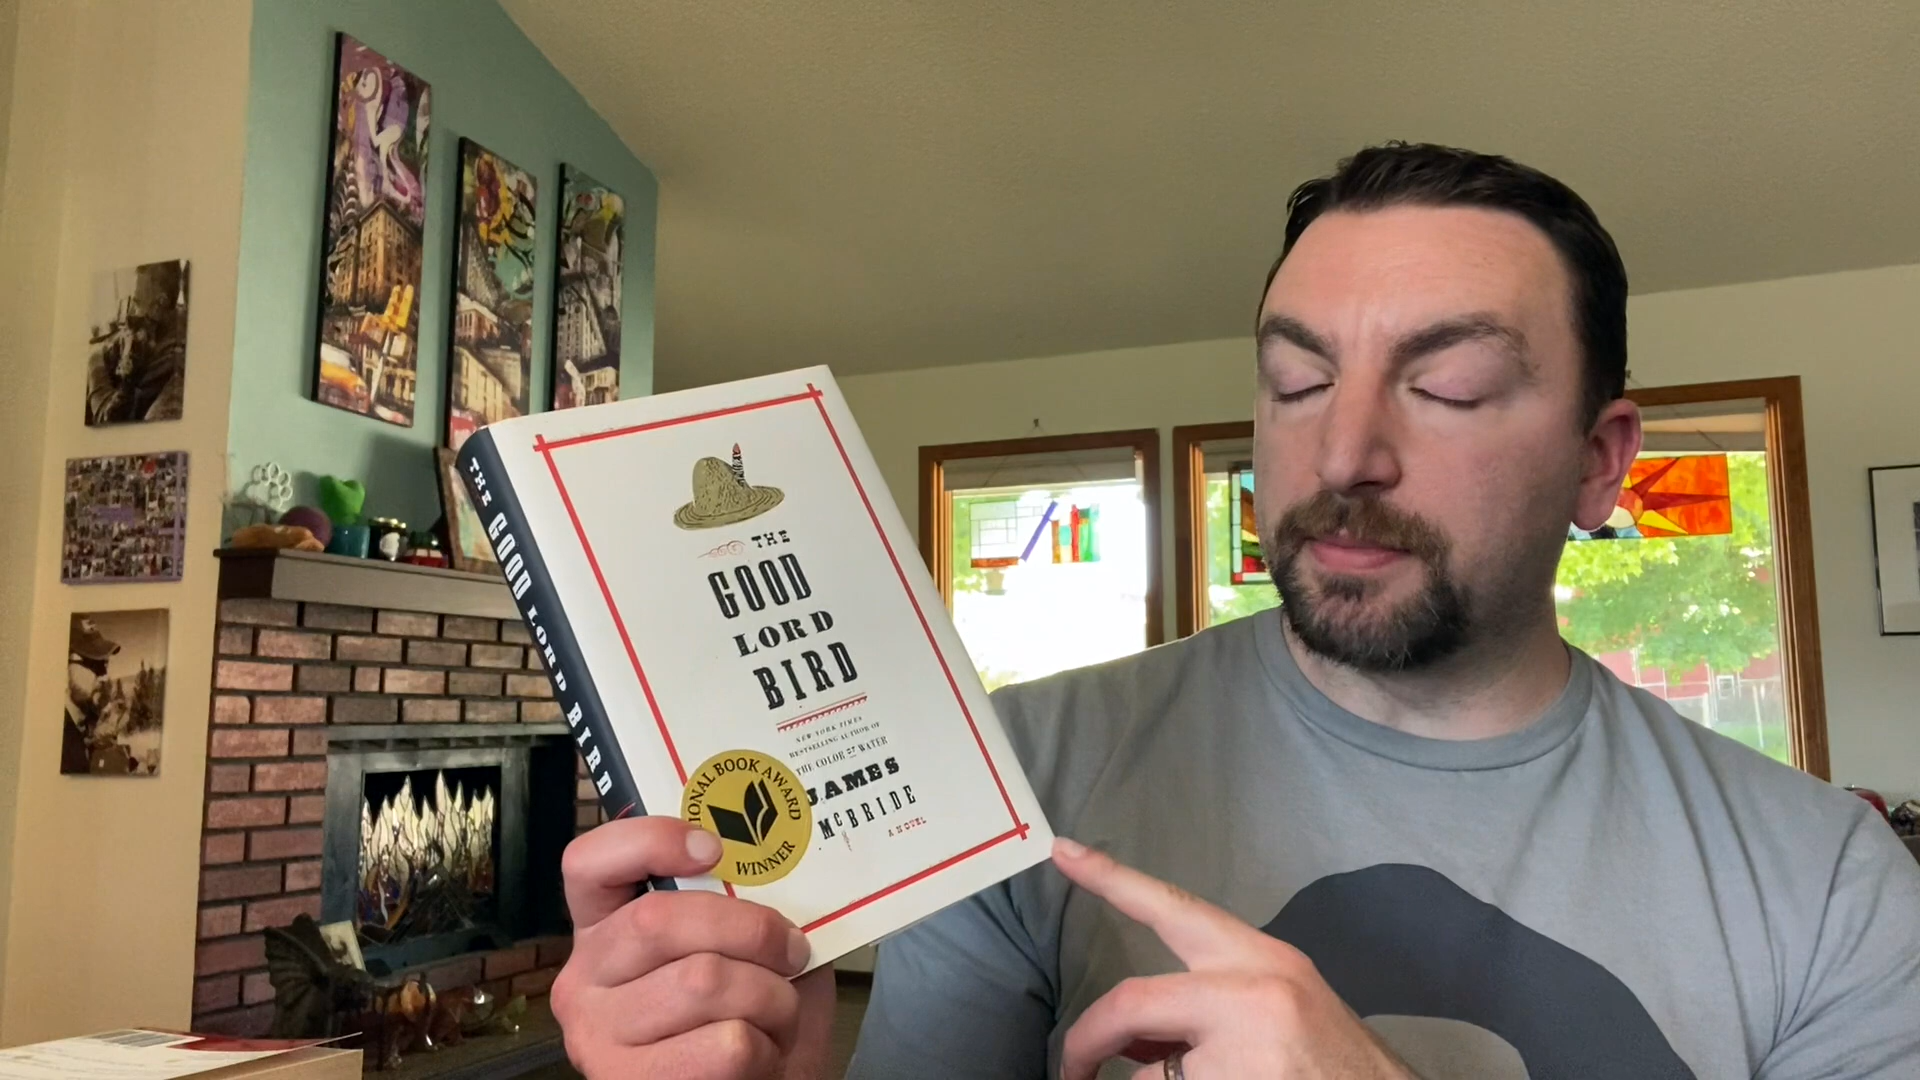 THE GOOD LORD BIRD
THE
GOOD
LORD
BIRD
NEW YORK TIMES
BESTSELLING AUTHOR OF
THE COLOR OF WATER
JAMES
McBRIDE
A NOVEL
BOOK AWARD
WINNER